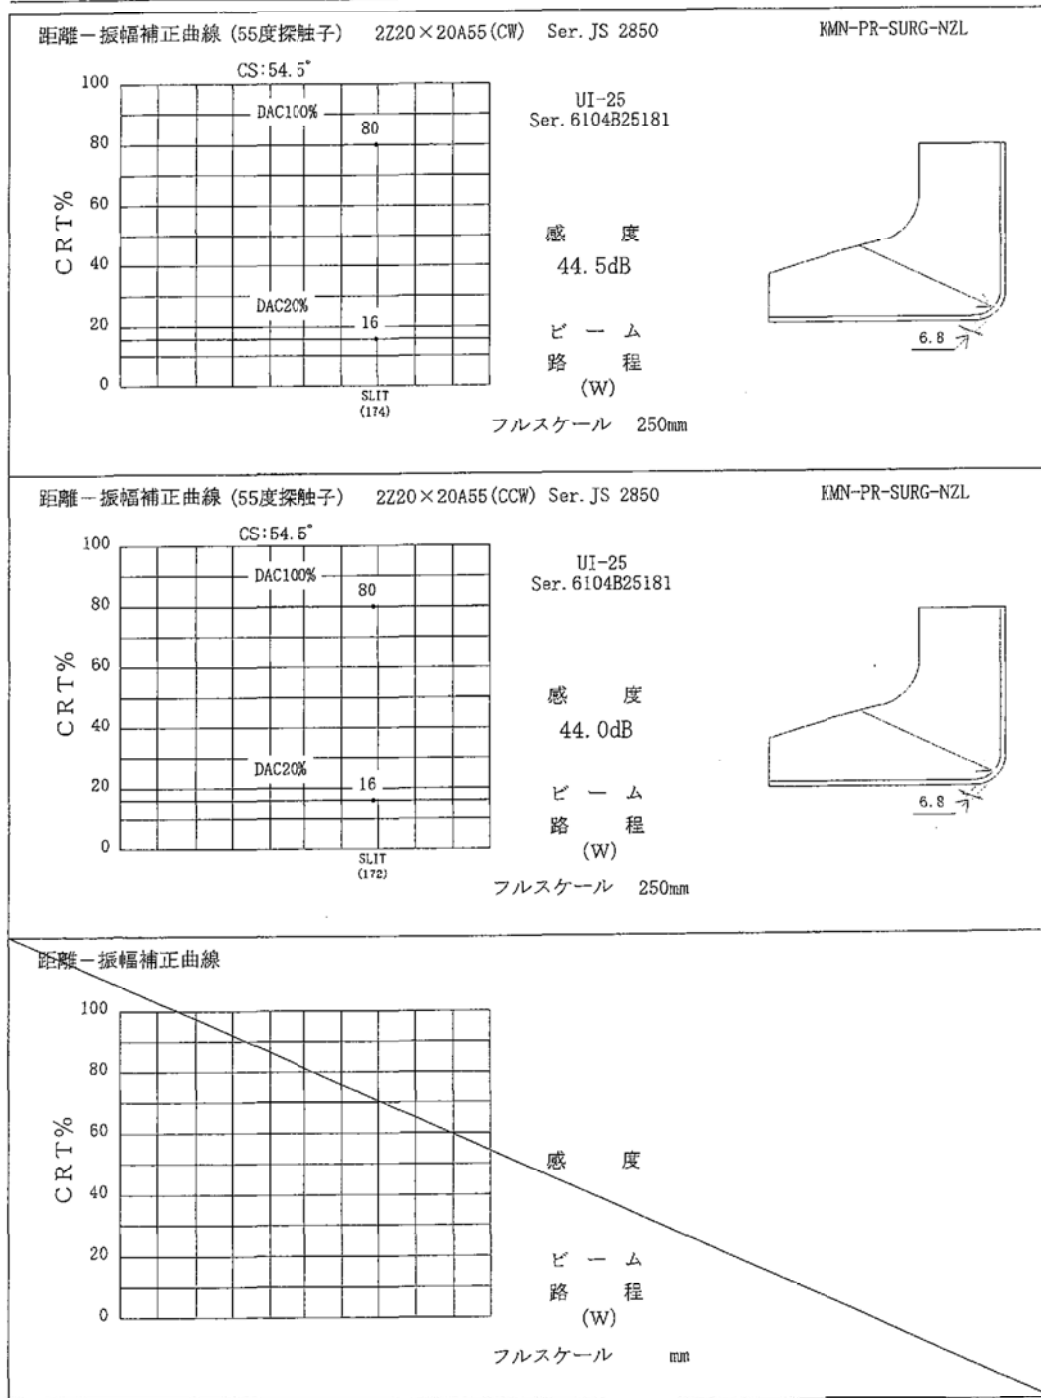 距離－振幅補正曲線 (55度探触子) 2Z20×20A55(CW) Ser. JS 2850 KMN-PR-SURG-NZL
CS:54.5°
100
DAC100%
80
80
60
40
DAC20%
20
16
0
CRT%
SLIT
(174)
UI-25
Ser. 6104B25181
感 度
44.5dB
ビ ー ム
路 程
(W)
フルスケール 250mm
6.8
距離－振幅補正曲線 (55度探触子) 2Z20×20A55(CCW) Ser. JS 2850 KMN-PR-SURG-NZL
CS:54.5°
100
DAC100%
80
80
60
40
DAC20%
20
16
0
CRT%
SLIT
(172)
UI-25
Ser. 6104B25181
感 度
44.0dB
ビ ー ム
路 程
(W)
フルスケール 250mm
6.8
距離－振幅補正曲線
100
80
60
40
20
0
CRT%
感 度
ビ ー ム
路 程
(W)
フルスケール mm